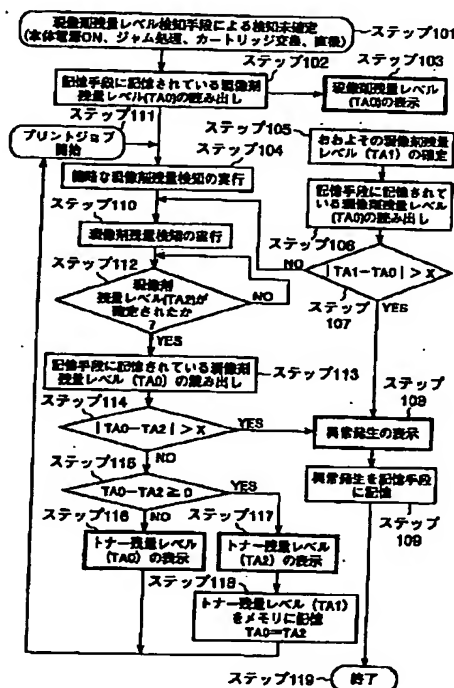 現像剤残量レベル検知手段による検知未確定
(本体電源ON、ジャム処理、カートリッジ交換、直後)
ステップ101
ステップ102
記憶手段に記憶されている現像剤
残量レベル(TA0)の読み出し
ステップ103
現像剤残量レベル
(TA0)の表示
ステップ111
プリントジョブ
開始
ステップ104
簡略な現像剤残量検知の実行
ステップ105
おおよその現像剤残量
レベル(TA1)の確定
ステップ110
現像剤残量検知の実行
記憶手段に記憶されて
いる現像剤残量レベル
(TA0)の読出し
ステップ106
ステップ112
現像剤
残量レベル(TA2)が
確定されたか
?
NO
YES
NO
|TA1-TA0|>X
ステップ
107
YES
記憶手段に記憶されている現像剤
残量レベル(TA0)の読み出し
ステップ113
ステップ114
|TA0-TA2|>X
YES
NO
ステップ
108
異常発生の表示
ステップ115
TA0-TA2≧0
YES
NO
異常発生を記憶手段
に記憶
ステップ
109
ステップ116
トナー残量レベル
(TA0)の表示
ステップ117
トナー残量レベル
(TA2)の表示
ステップ118
トナー残量レベル(TA1)
をメモリに記憶
TA0=TA2
ステップ119
終了